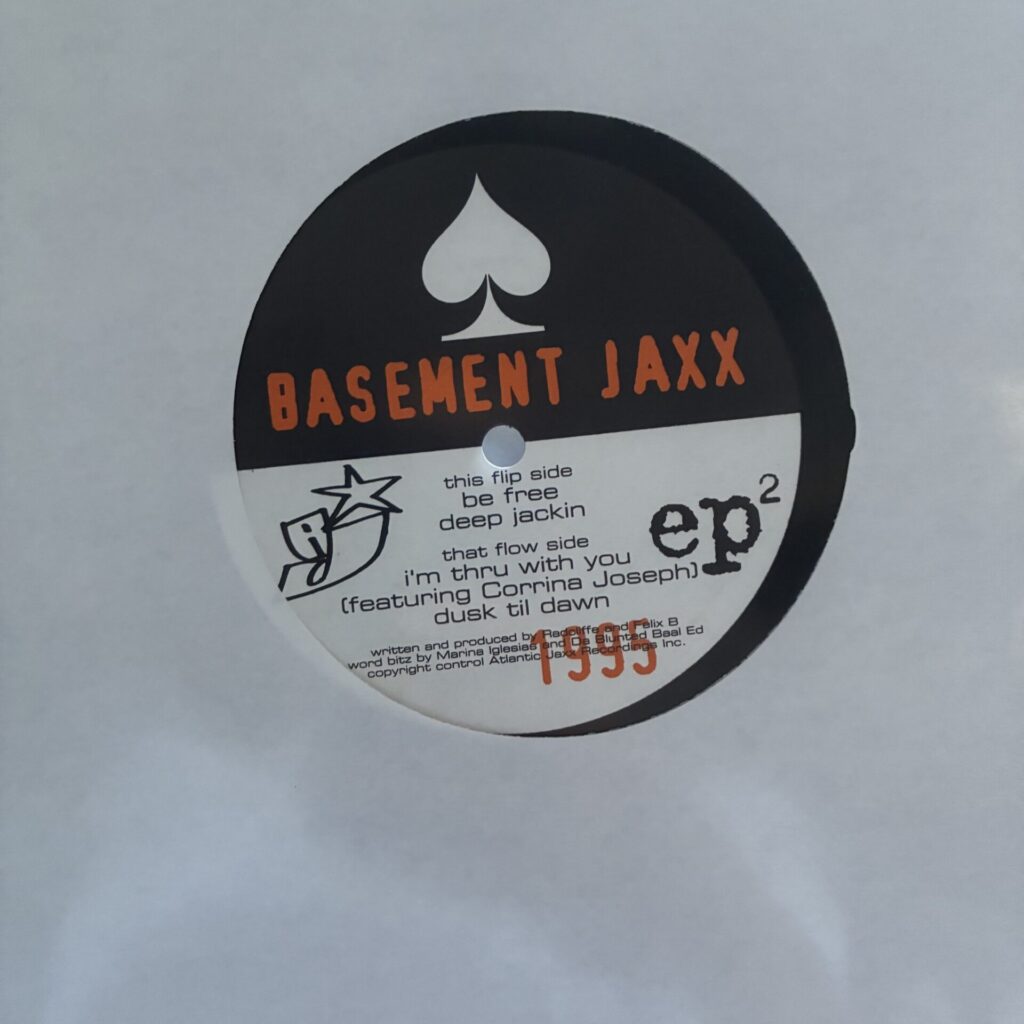 BASEMENT JAXX
this flip side
be free
deep jackin
ep²
that flow side
i'm thru with you
(featuring Corrina Joseph)
dusk til dawn
written and produced by Radcliffe and Felix B
word bitz by Marina Iglesias and Da Blunted Baal Ed
copyright control Atlantic Jaxx Recordings Inc.
1995